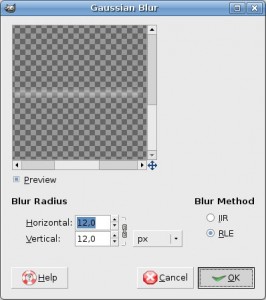 Gaussian Blur
Preview
Blur Radius
Blur Method
Horizontal: 12,0
IIR
Vertical: 12,0 px
RLE
Help
Cancel
OK